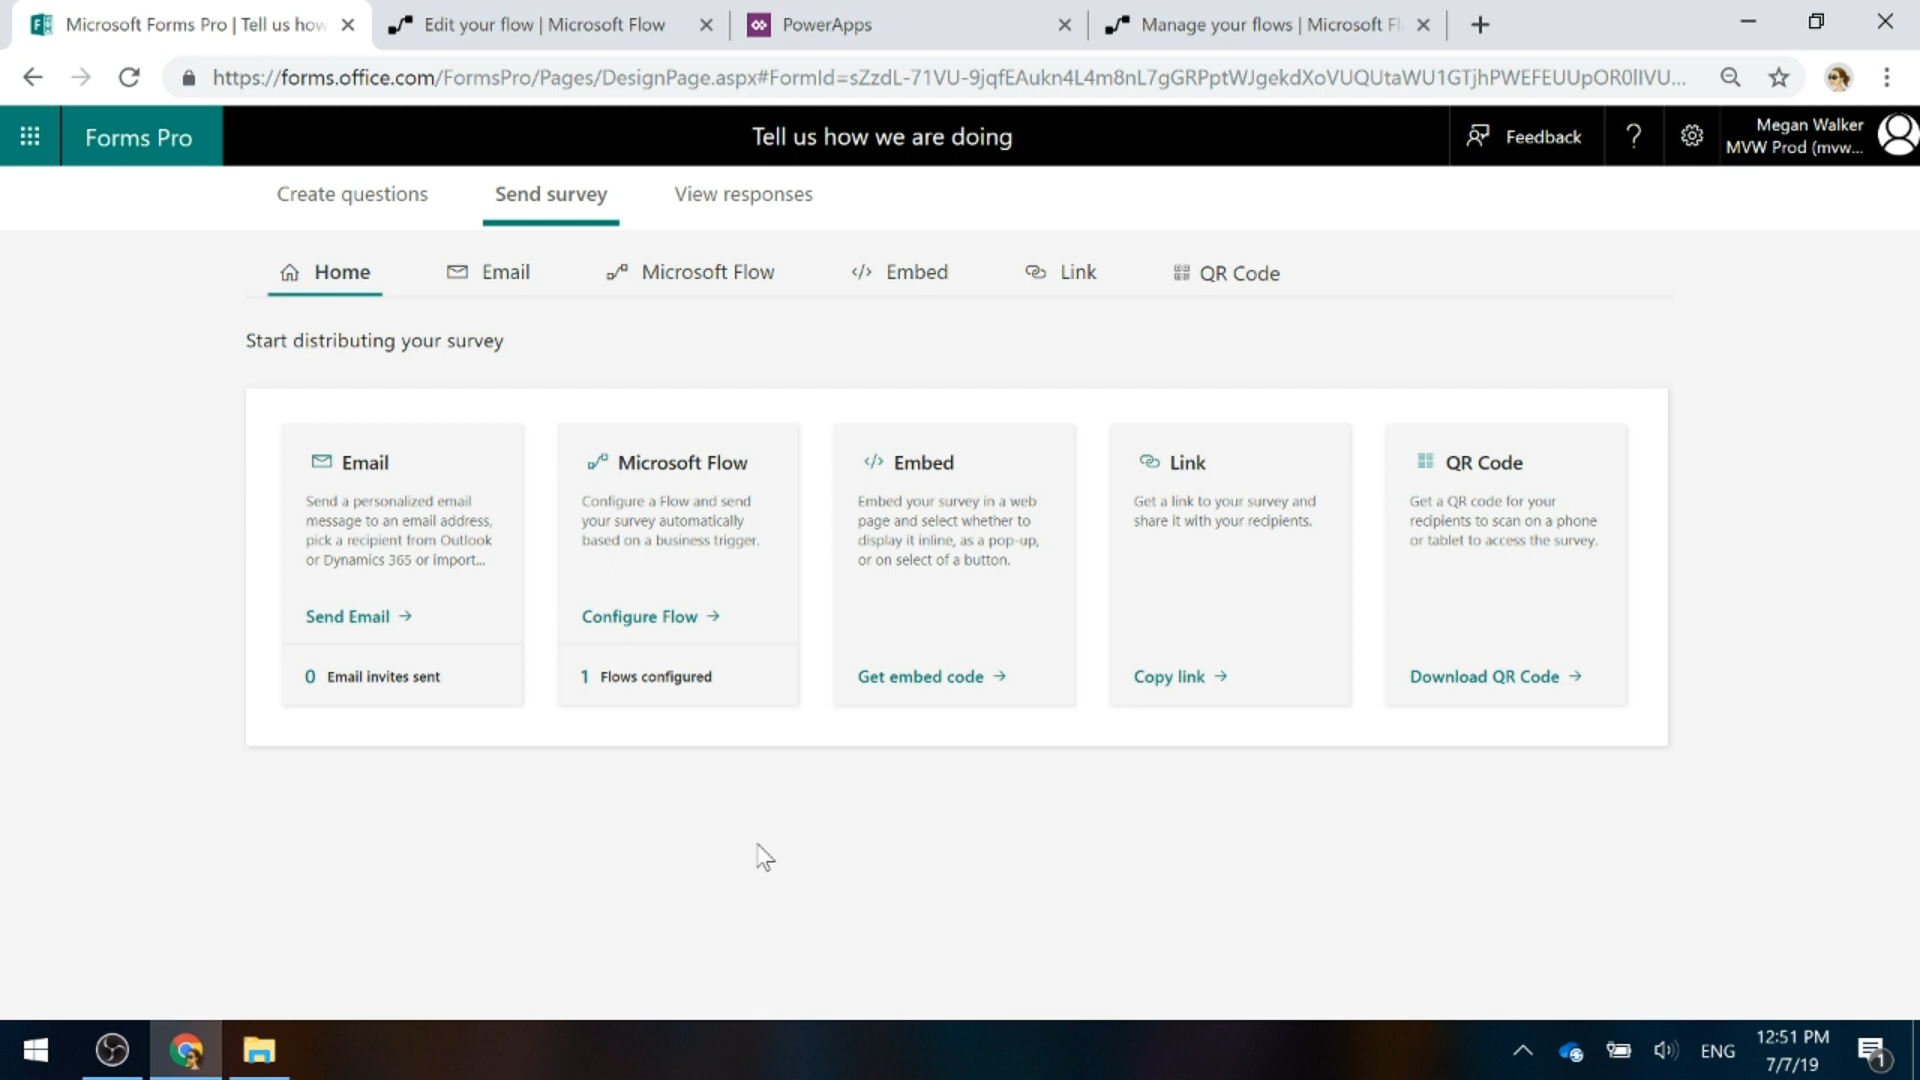 Microsoft Forms Pro | Tell us how
Edit your flow | Microsoft Flow
PowerApps
Manage your flows | Microsoft Fl
https://forms.office.com/FormsPro/Pages/DesignPage.aspx#FormId=sZzdL-71VU-9jqfEAukn4L4m8nL7gGRPptWJgekdXoVUQUtaWU1GTjhPWEFEUUpOR0lIVU...
Forms Pro
Tell us how we are doing
Feedback
?
Megan Walker
MVW Prod (mvw...
Create questions
Send survey
View responses
Home
Email
Microsoft Flow
</> Embed
Link
QR Code
Start distributing your survey
Email
Send a personalized email
message to an email address,
pick a recipient from Outlook
or Dynamics 365 or import...
Send Email →
0 Email invites sent
Microsoft Flow
Configure a Flow and send
your survey automatically
based on a business trigger.
Configure Flow →
1 Flows configured
</> Embed
Embed your survey in a web
page and select whether to
display it inline, as a pop-up,
or on select of a button.
Get embed code →
Link
Get a link to your survey and
share it with your recipients.
Copy link →
QR Code
Get a QR code for your
recipients to scan on a phone
or tablet to access the survey.
Download QR Code →
ENG
12:51 PM
7/7/19
1